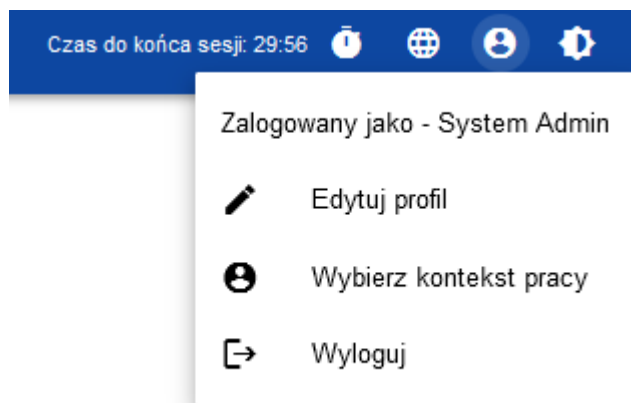 Czas do końca sesji: 29:56
Zalogowany jako - System Admin
Edytuj profil
Wybierz kontekst pracy
Wyloguj